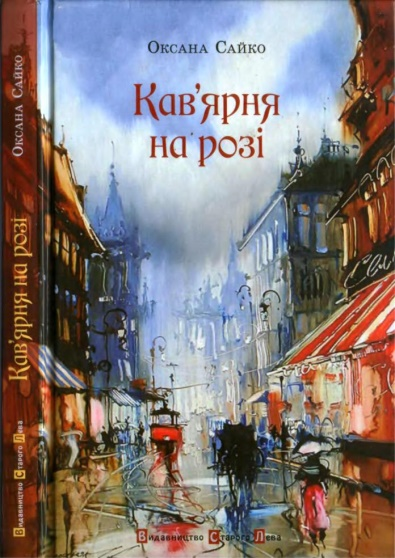 Оксана Сайко
Кав'ярня
на розі
Видавництво Старого Лева
Оксана Сайко
Кав'ярня на розі
Видавництво Старого Лева